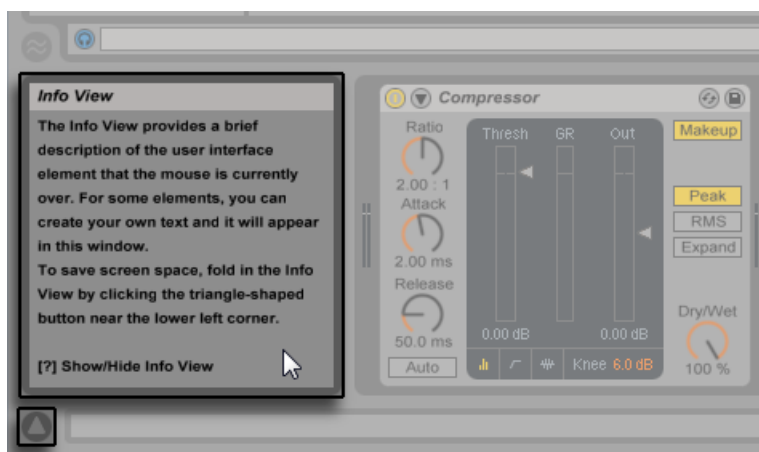 Info View
The Info View provides a brief
description of the user interface
element that the mouse is currently
over. For some elements, you can
create your own text and it will appear
in this window.
To save screen space, fold in the Info
View by clicking the triangle-shaped
button near the lower left corner.
[?] Show/Hide Info View
Compressor
Ratio
2.00 : 1
Attack
2.00 ms
Release
50.0 ms
Auto
Thresh GR Out
0.00 dB 0.00 dB
Knee 6.0 dB
Makeup
Peak
RMS
Expand
Dry/Wet
100 %